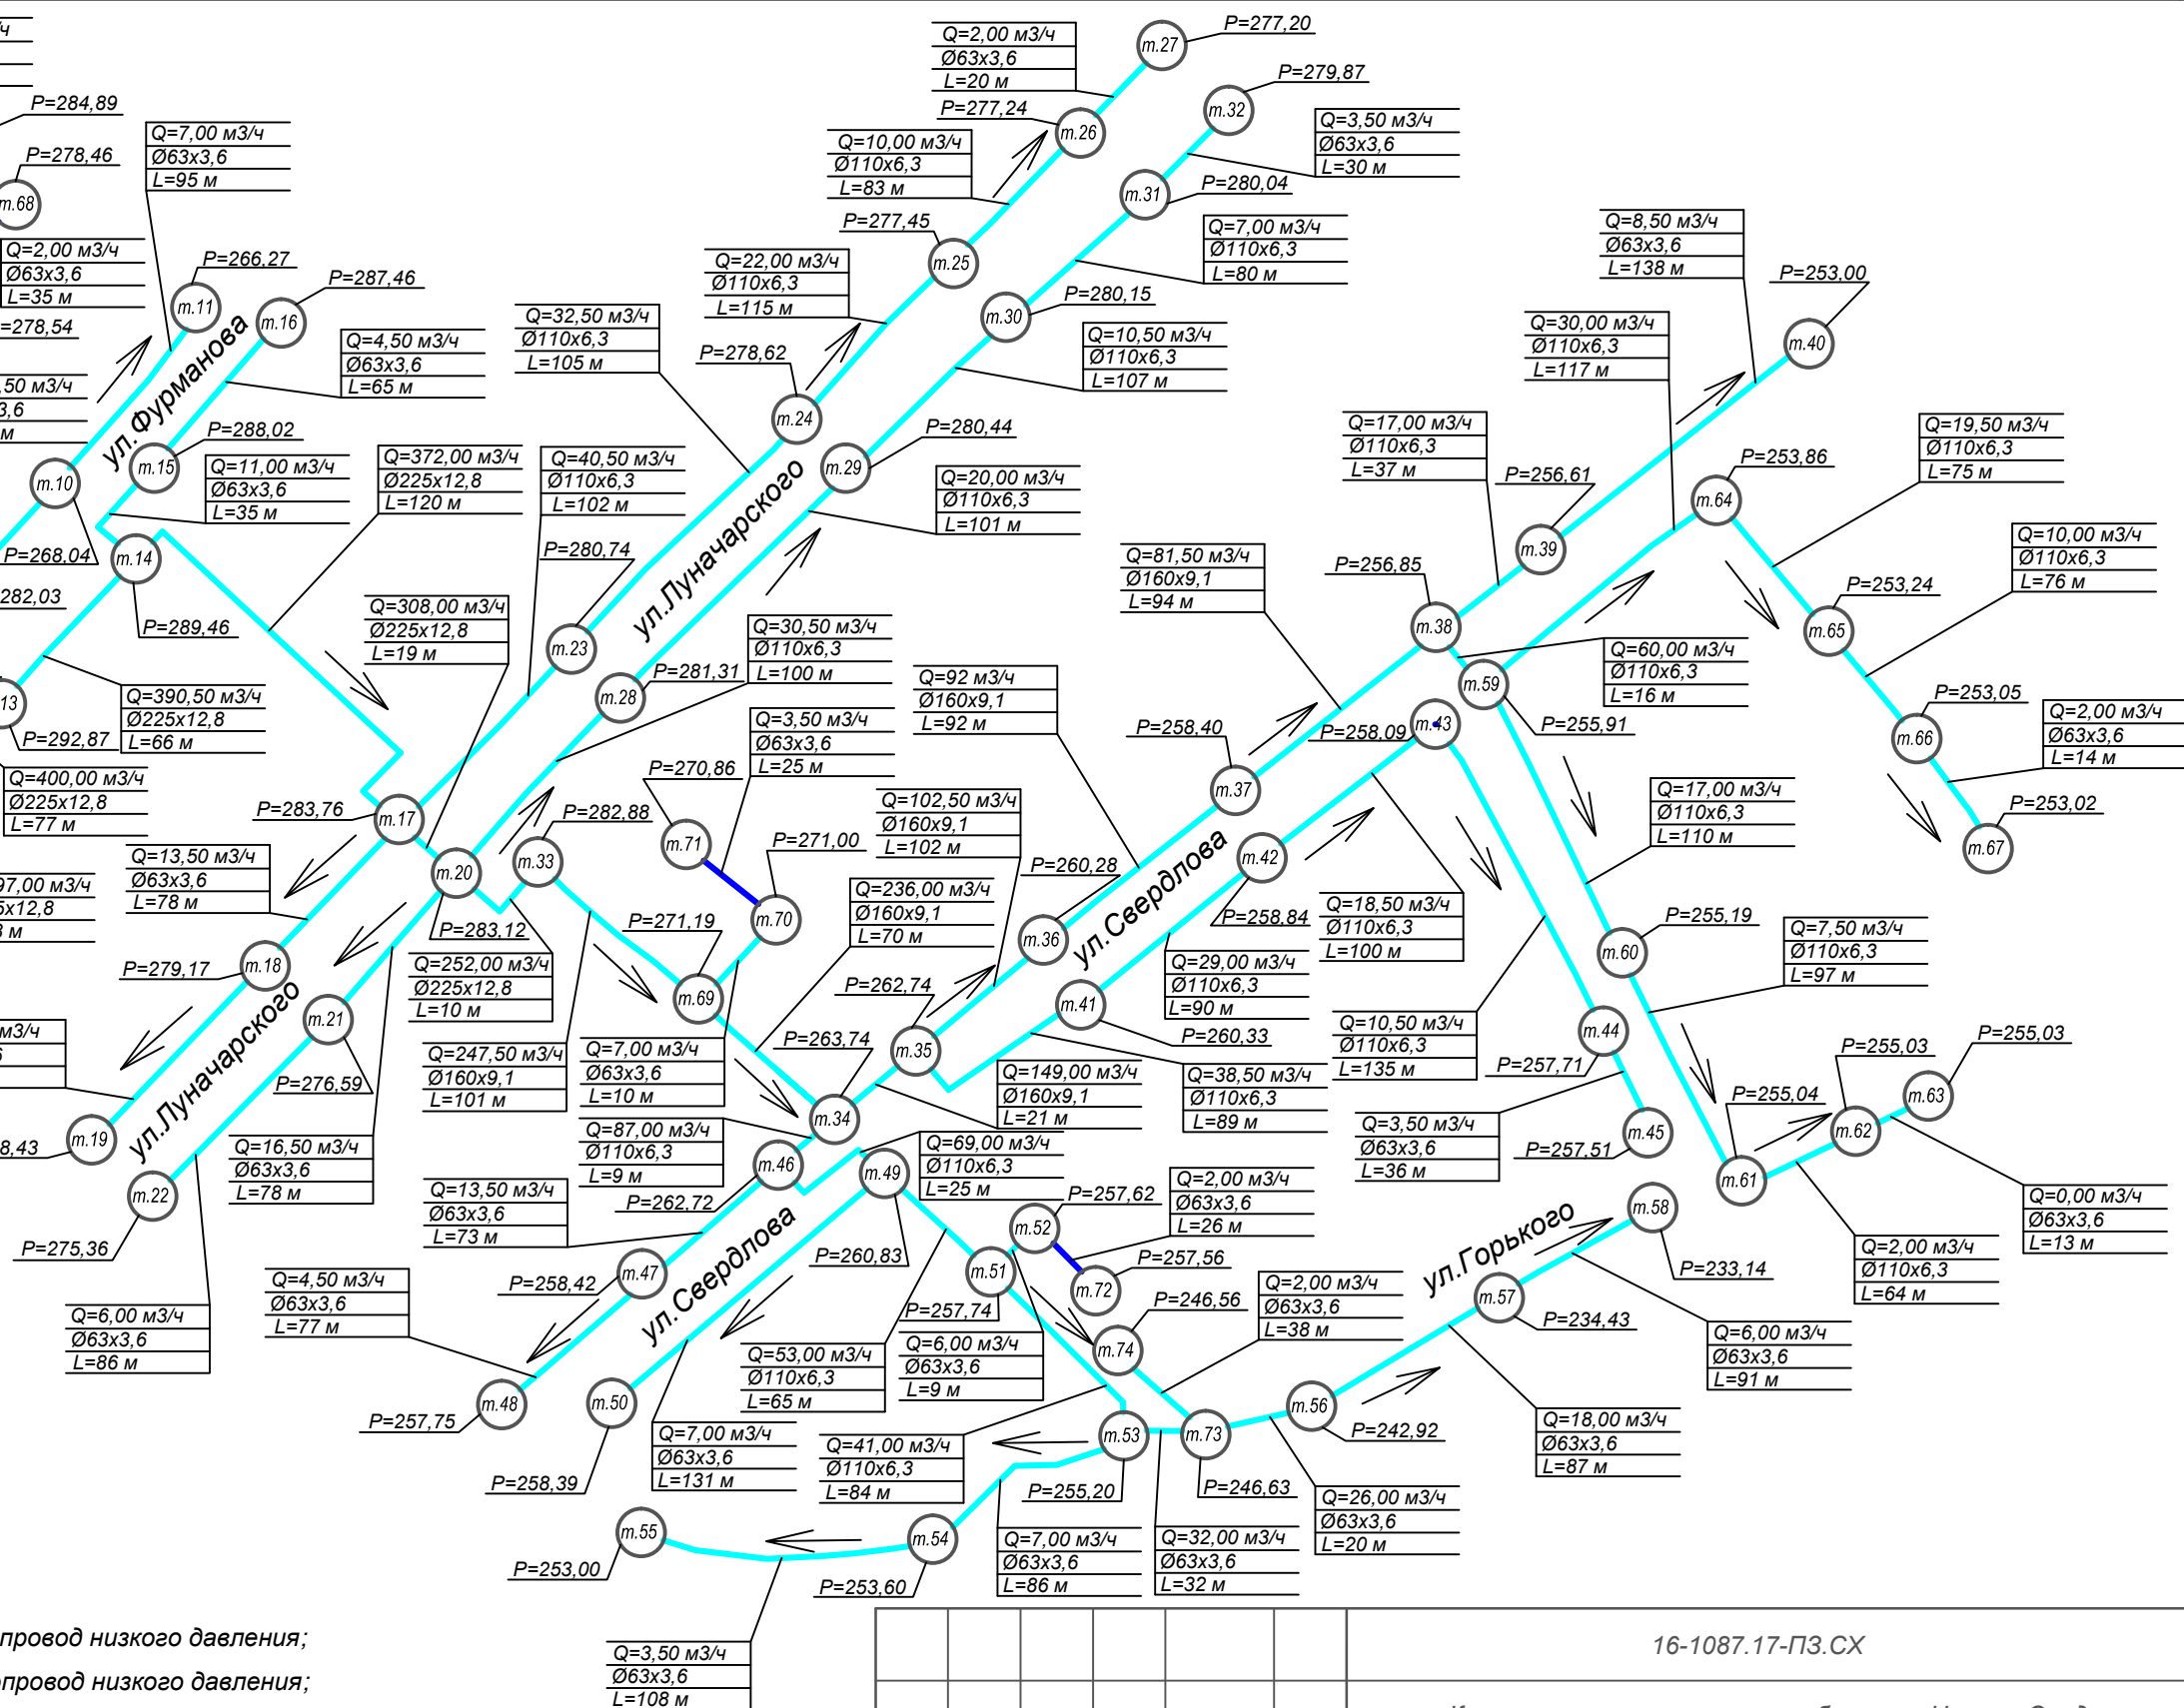 P=284,89
P=278,46
m.68
Q=7,00 м3/ч
Ø63x3,6
L=95 м
Q=2,00 м3/ч
Ø63x3,6
L=35 м
=278,54
P=266,27
m.11
P=287,46
m.16
ул.Фурманова
Q=4,50 м3/ч
Ø63x3,6
L=65 м
,50 м3/ч
3,6
м
m.10
P=268,04
P=288,02
m.15
Q=11,00 м3/ч
Ø63x3,6
L=35 м
m.14
P=289,46
282,03
13
P=292,87
Q=390,50 м3/ч
Ø225x12,8
L=66 м
Q=400,00 м3/ч
Ø225x12,8
L=77 м
Q=372,00 м3/ч
Ø225x12,8
L=120 м
Q=40,50 м3/ч
Ø110x6,3
L=102 м
Q=308,00 м3/ч
Ø225x12,8
L=19 м
Q=32,50 м3/ч
Ø110x6,3
L=105 м
Q=22,00 м3/ч
Ø110x6,3
L=115 м
Q=10,00 м3/ч
Ø110x6,3
L=83 м
Q=2,00 м3/ч
Ø63x3,6
L=20 м
P=277,24
m.26
m.27
P=277,20
P=279,87
m.32
Q=3,50 м3/ч
Ø63x3,6
L=30 м
m.31
P=280,04
P=277,45
m.25
Q=7,00 м3/ч
Ø110x6,3
L=80 м
m.30
P=280,15
Q=10,50 м3/ч
Ø110x6,3
L=107 м
P=278,62
m.24
m.29
P=280,44
Q=20,00 м3/ч
Ø110x6,3
L=101 м
ул.Луначарского
P=280,74
m.23
m.28
P=281,31
Q=30,50 м3/ч
Ø110x6,3
L=100 м
Q=3,50 м3/ч
Ø63x3,6
L=25 м
P=283,76
m.17
m.20
P=283,12
m.33
P=282,88
P=270,86
m.71
m.70
P=271,00
P=271,19
m.69
Q=13,50 м3/ч
Ø63x3,6
L=78 м
97,00 м3/ч
5x12,8
3 м
P=279,17
m.18
m.21
P=276,59
м3/ч
6
ул.Луначарского
m.19
8,43
m.22
P=275,36
Q=252,00 м3/ч
Ø225x12,8
L=10 м
Q=247,50 м3/ч
Ø160x9,1
L=101 м
Q=7,00 м3/ч
Ø63x3,6
L=10 м
Q=16,50 м3/ч
Ø63x3,6
L=78 м
Q=6,00 м3/ч
Ø63x3,6
L=86 м
Q=236,00 м3/ч
Ø160x9,1
L=70 м
Q=102,50 м3/ч
Ø160x9,1
L=102 м
Q=92 м3/ч
Ø160x9,1
L=92 м
Q=81,50 м3/ч
Ø160x9,1
L=94 м
Q=17,00 м3/ч
Ø110x6,3
L=37 м
Q=30,00 м3/ч
Ø110x6,3
L=117 м
Q=8,50 м3/ч
Ø63x3,6
L=138 м
P=253,00
m.40
P=256,61
m.39
P=256,85
m.38
m.64
P=253,86
Q=19,50 м3/ч
Ø110x6,3
L=75 м
Q=10,00 м3/ч
Ø110x6,3
L=76 м
P=253,24
m.65
P=253,05
m.66
Q=2,00 м3/ч
Ø63x3,6
L=14 м
P=253,02
m.67
m.59
P=255,91
Q=60,00 м3/ч
Ø110x6,3
L=16 м
P=258,09
m.43
P=258,40
m.37
P=260,28
m.36
ул.Свердлова
m.42
P=258,84
Q=18,50 м3/ч
Ø110x6,3
L=100 м
Q=17,00 м3/ч
Ø110x6,3
L=110 м
m.60
P=255,19
Q=7,50 м3/ч
Ø110x6,3
L=97 м
Q=29,00 м3/ч
Ø110x6,3
L=90 м
P=262,74
m.35
m.41
P=260,33
P=263,74
m.34
Q=149,00 м3/ч
Ø160x9,1
L=21 м
Q=38,50 м3/ч
Ø110x6,3
L=89 м
Q=10,50 м3/ч
Ø110x6,3
L=135 м
m.44
P=257,71
Q=3,50 м3/ч
Ø63x3,6
L=36 м
m.45
P=257,51
P=255,04
m.61
P=255,03
m.62
P=255,03
m.63
Q=0,00 м3/ч
Ø63x3,6
L=13 м
Q=2,00 м3/ч
Ø110x6,3
L=64 м
Q=87,00 м3/ч
Ø110x6,3
L=9 м
m.46
P=262,72
Q=69,00 м3/ч
Ø110x6,3
L=25 м
m.49
P=260,83
Q=13,50 м3/ч
Ø63x3,6
L=73 м
P=258,42
m.47
ул.Свердлова
Q=4,50 м3/ч
Ø63x3,6
L=77 м
m.48
P=257,75
m.50
P=258,39
P=257,62
m.52
m.51
P=257,74
m.72
P=257,56
Q=2,00 м3/ч
Ø63x3,6
L=26 м
Q=53,00 м3/ч
Ø110x6,3
L=65 м
Q=6,00 м3/ч
Ø63x3,6
L=9 м
P=246,56
m.74
Q=2,00 м3/ч
Ø63x3,6
L=38 м
ул.Горького
m.58
P=233,14
m.57
P=234,43
Q=6,00 м3/ч
Ø63x3,6
L=91 м
Q=18,00 м3/ч
Ø63x3,6
L=87 м
m.56
P=242,92
m.73
P=246,63
m.53
P=255,20
Q=7,00 м3/ч
Ø63x3,6
L=131 м
Q=41,00 м3/ч
Ø110x6,3
L=84 м
Q=26,00 м3/ч
Ø63x3,6
L=20 м
m.55
P=253,00
m.54
P=253,60
Q=7,00 м3/ч
Ø63x3,6
L=86 м
Q=32,00 м3/ч
Ø63x3,6
L=32 м
Q=3,50 м3/ч
Ø63x3,6
L=108 м
провод низкого давления;
провод низкого давления;
16-1087.17-ПЗ.СХ